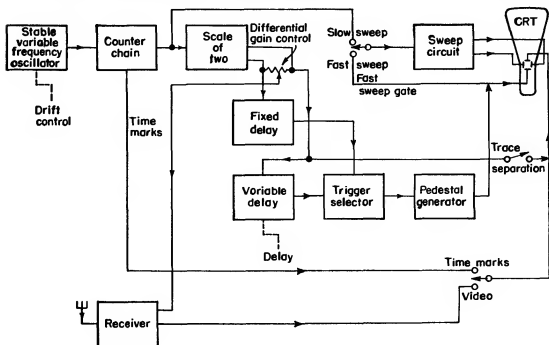 Differential
gain control
CRT
Stable
variable
frequency
oscillator
Counter
chain
Scale
of
two
Slow
sweep
Sweep
circuit
Fast
sweep
Fast
sweep gate
Drift
control
Time
marks
Fixed
delay
Trace
separation
Voriable
delay
Trigger
selector
Pedestal
generator
Delay
Time marks
Video
Receiver